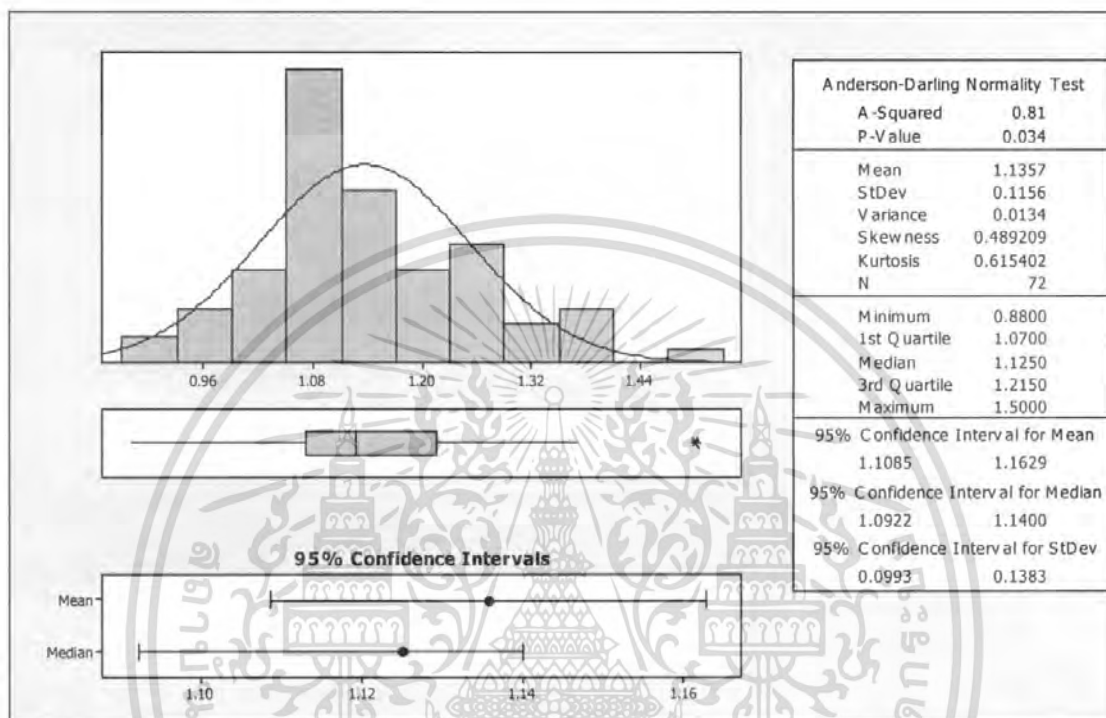 Anderson-Darling Normality Test
A-Squared 0.81
P-Value 0.034
Mean 1.1357
StDev 0.1156
Variance 0.0134
Skewness 0.489209
Kurtosis 0.615402
N 72
Minimum 0.8800
1st Quartile 1.0700
Median 1.1250
3rd Quartile 1.2150
Maximum 1.5000
95% Confidence Interval for Mean
1.1085 1.1629
95% Confidence Interval for Median
1.0922 1.1400
95% Confidence Interval for StDev
0.0993 0.1383
0.96 1.08 1.20 1.32 1.44
95% Confidence Intervals
Mean
Median
1.10 1.12 1.14 1.16